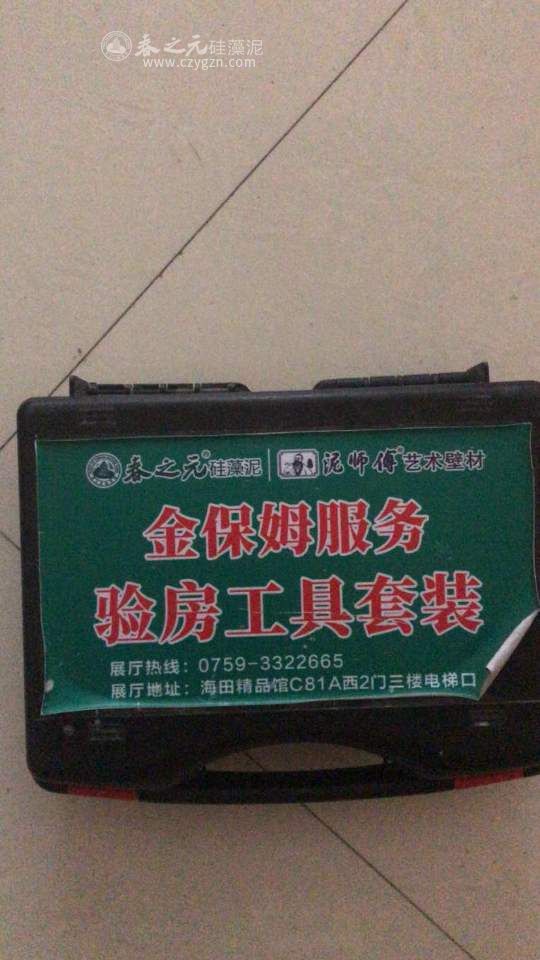 春之元硅藻泥
www.czygzn.com
春之元®硅藻泥 | 泥师傅®艺术壁材
金保姆服务
验房工具套装
展厅热线：0759-3322665
展厅地址：海田精品馆C81A西2门三楼电梯口